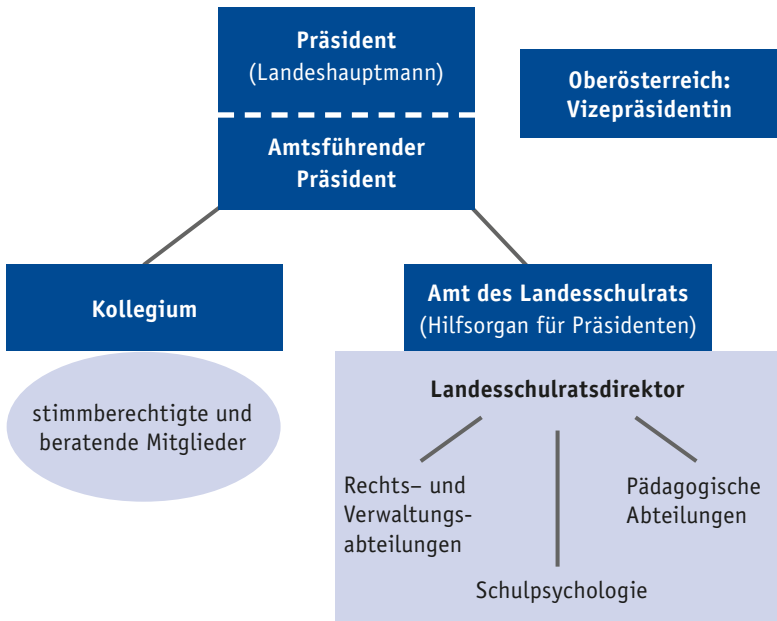 Präsident
(Landeshauptmann)
Amtsführender
Präsident
Oberösterreich:
Vizepräsidentin
Kollegium
stimmberechtigte und
beratende Mitglieder
Amt des Landesschulrats
(Hilfsorgan für Präsidenten)
Landesschulratsdirektor
Rechts– und
Verwaltungs-
abteilungen
Schulpsychologie
Pädagogische
Abteilungen